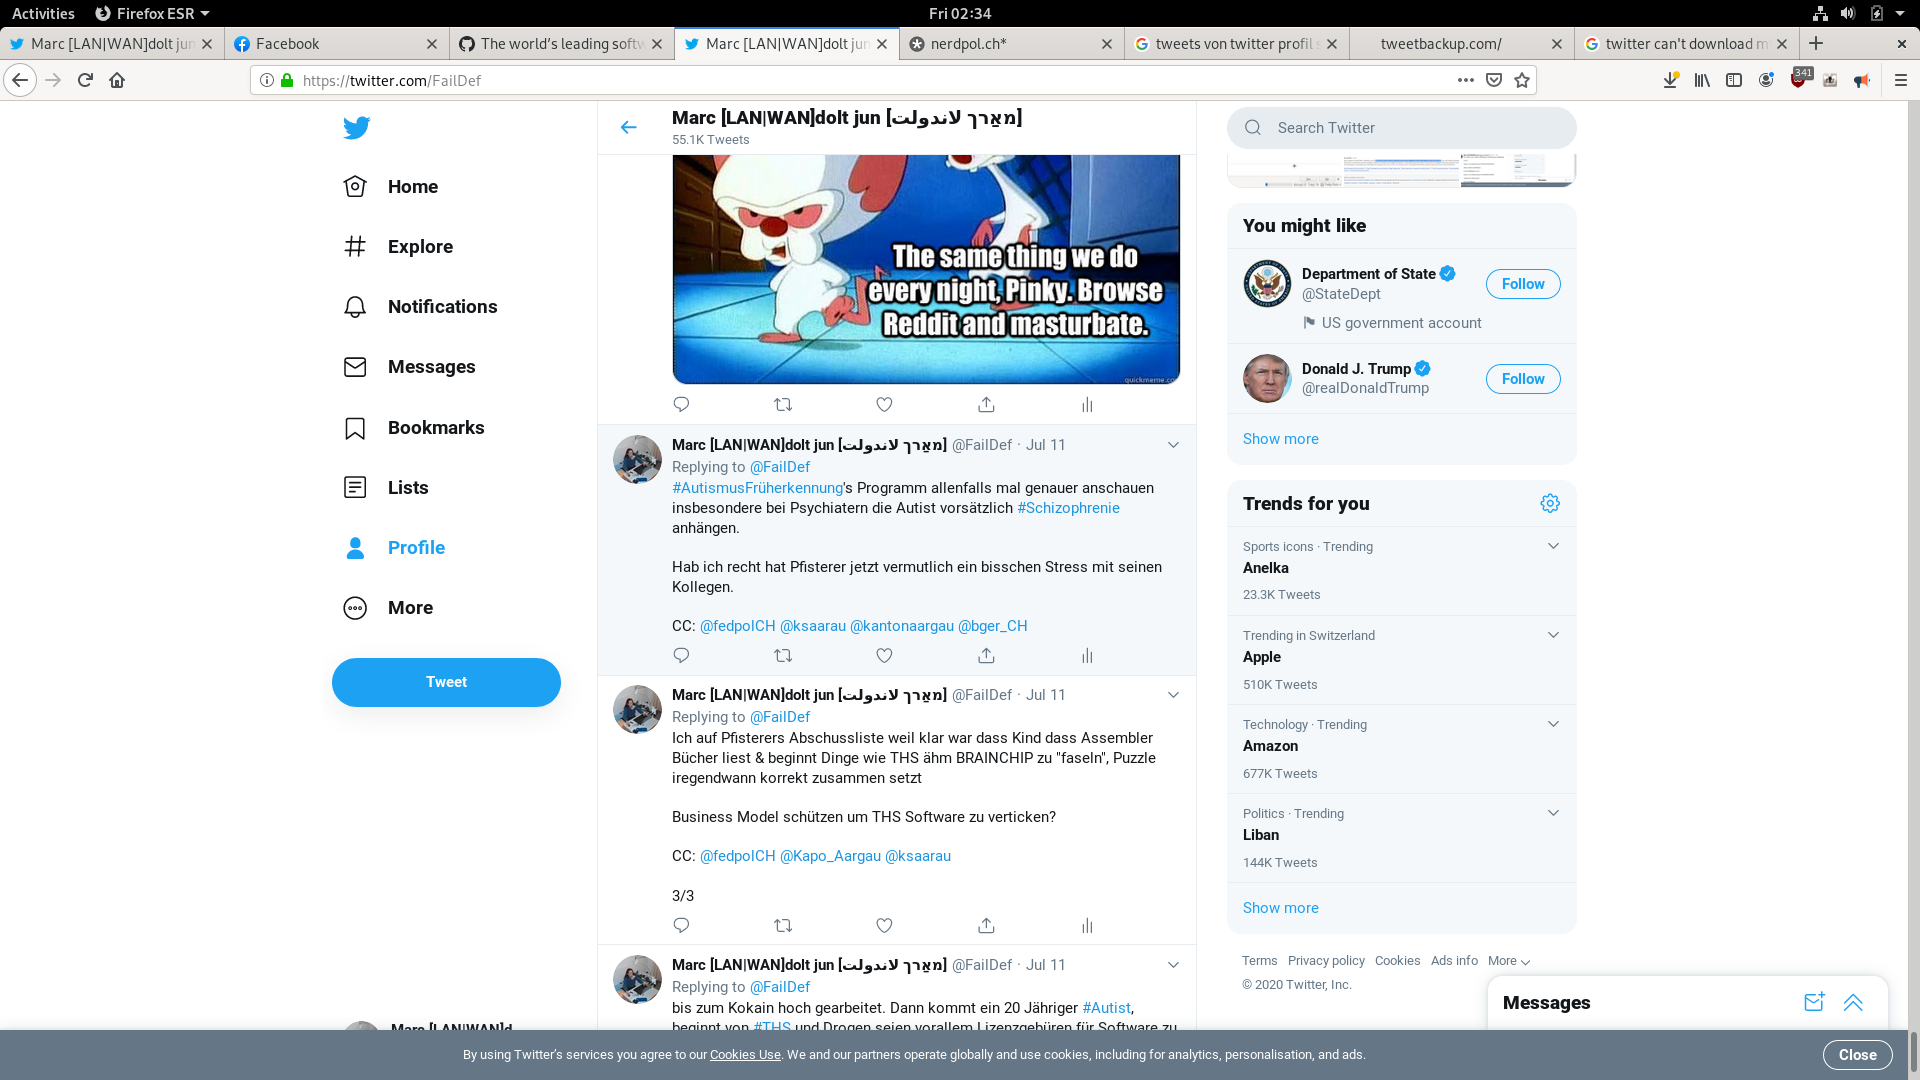 Activities
Firefox ESR
Fri 02:34
Marc [LAN|WAN]dolt jun
Facebook
The world's leading softw
Marc [LAN|WAN]dolt jun
nerdpol.ch*
tweets von twitter profil s
tweetbackup.com/
twitter can't download m
https://twitter.com/FailDef
341
Marc [LAN|WAN]dolt jun [מאַרך לאַנדולת]
55.1K Tweets
Home
Explore
Notifications
Messages
Bookmarks
Lists
Profile
More
Tweet
Marc [LAN|WAN]d
The same thing we do
every night, Pinky. Browse
Reddit and masturbate.
quickmeme.co
Marc [LAN|WAN]dolt jun @FailDef · Jul 11
Replying to @FailDef
#AutismusFrüherkennung's Programm allenfalls mal genauer anschauen
insbesondere bei Psychiatern die Autist vorsätzlich #Schizophrenie
anhängen.
Hab ich recht hat Pfisterer jetzt vermutlich ein bisschen Stress mit seinen
Kollegen.
CC: @fedpolCH @ksaarau @kantonaargau @bger_CH
Marc [LAN|WAN]dolt jun @FailDef · Jul 11
Replying to @FailDef
Ich auf Pfisterers Abschussliste weil klar war dass Kind dass Assembler
Bücher liest & beginnt Dinge wie THS ähm BRAINCHIP zu "faseln", Puzzle
iregendwann korrekt zusammen setzt
Business Model schützen um THS Software zu verticken?
CC: @fedpolCH @Kapo_Aargau @ksaarau
3/3
Marc [LAN|WAN]dolt jun @FailDef · Jul 11
Replying to @FailDef
bis zum Kokain hoch gearbeitet. Dann kommt ein 20 Jähriger #Autist,
beginnt von #THS und Drogen seien vorallem Lizenzgebüren für Software zu
Search Twitter
You might like
Department of State
@StateDept
US government account
Follow
Donald J. Trump
@realDonaldTrump
Follow
Show more
Trends for you
Sports icons · Trending
Anelka
23.3K Tweets
Trending in Switzerland
Apple
510K Tweets
Technology · Trending
Amazon
677K Tweets
Politics · Trending
Liban
144K Tweets
Show more
Terms Privacy policy Cookies Ads info More
© 2020 Twitter, Inc.
Messages
By using Twitter's services you agree to our Cookies Use. We and our partners operate globally and use cookies, including for analytics, personalisation, and ads.
Close